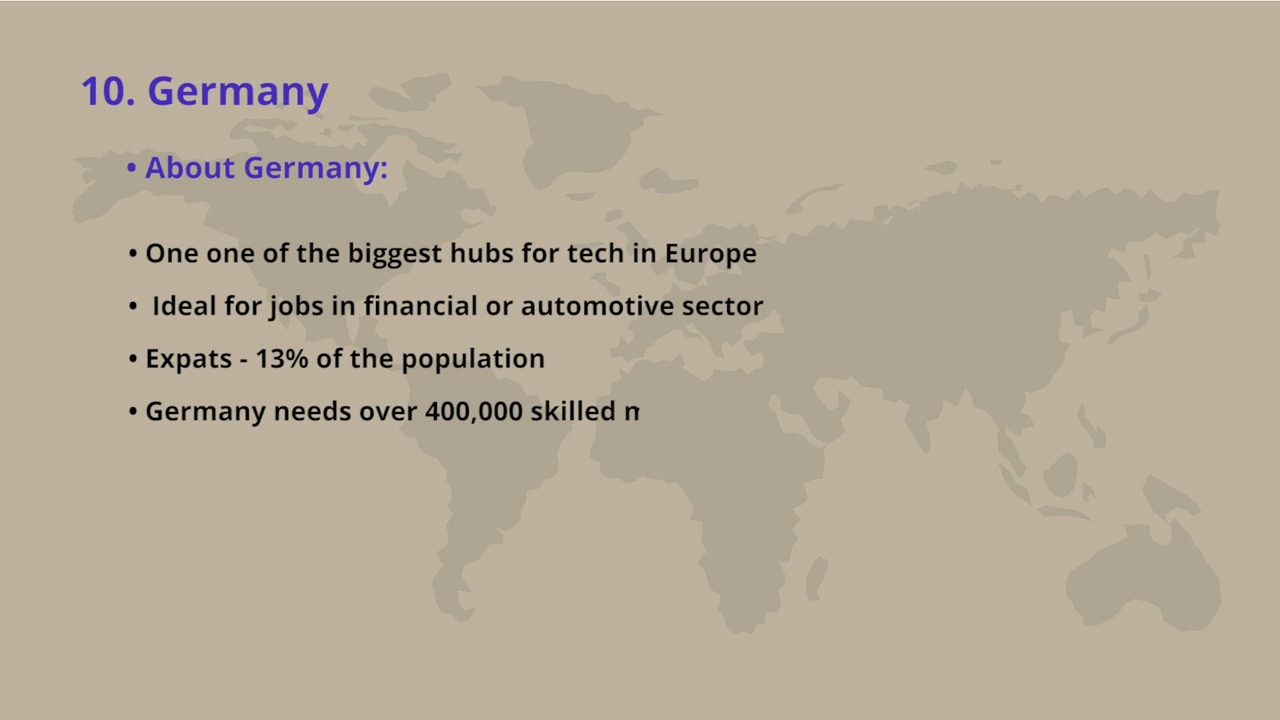 10. Germany
• About Germany:
• One one of the biggest hubs for tech in Europe
• Ideal for jobs in financial or automotive sector
• Expats - 13% of the population
• Germany needs over 400,000 skilled